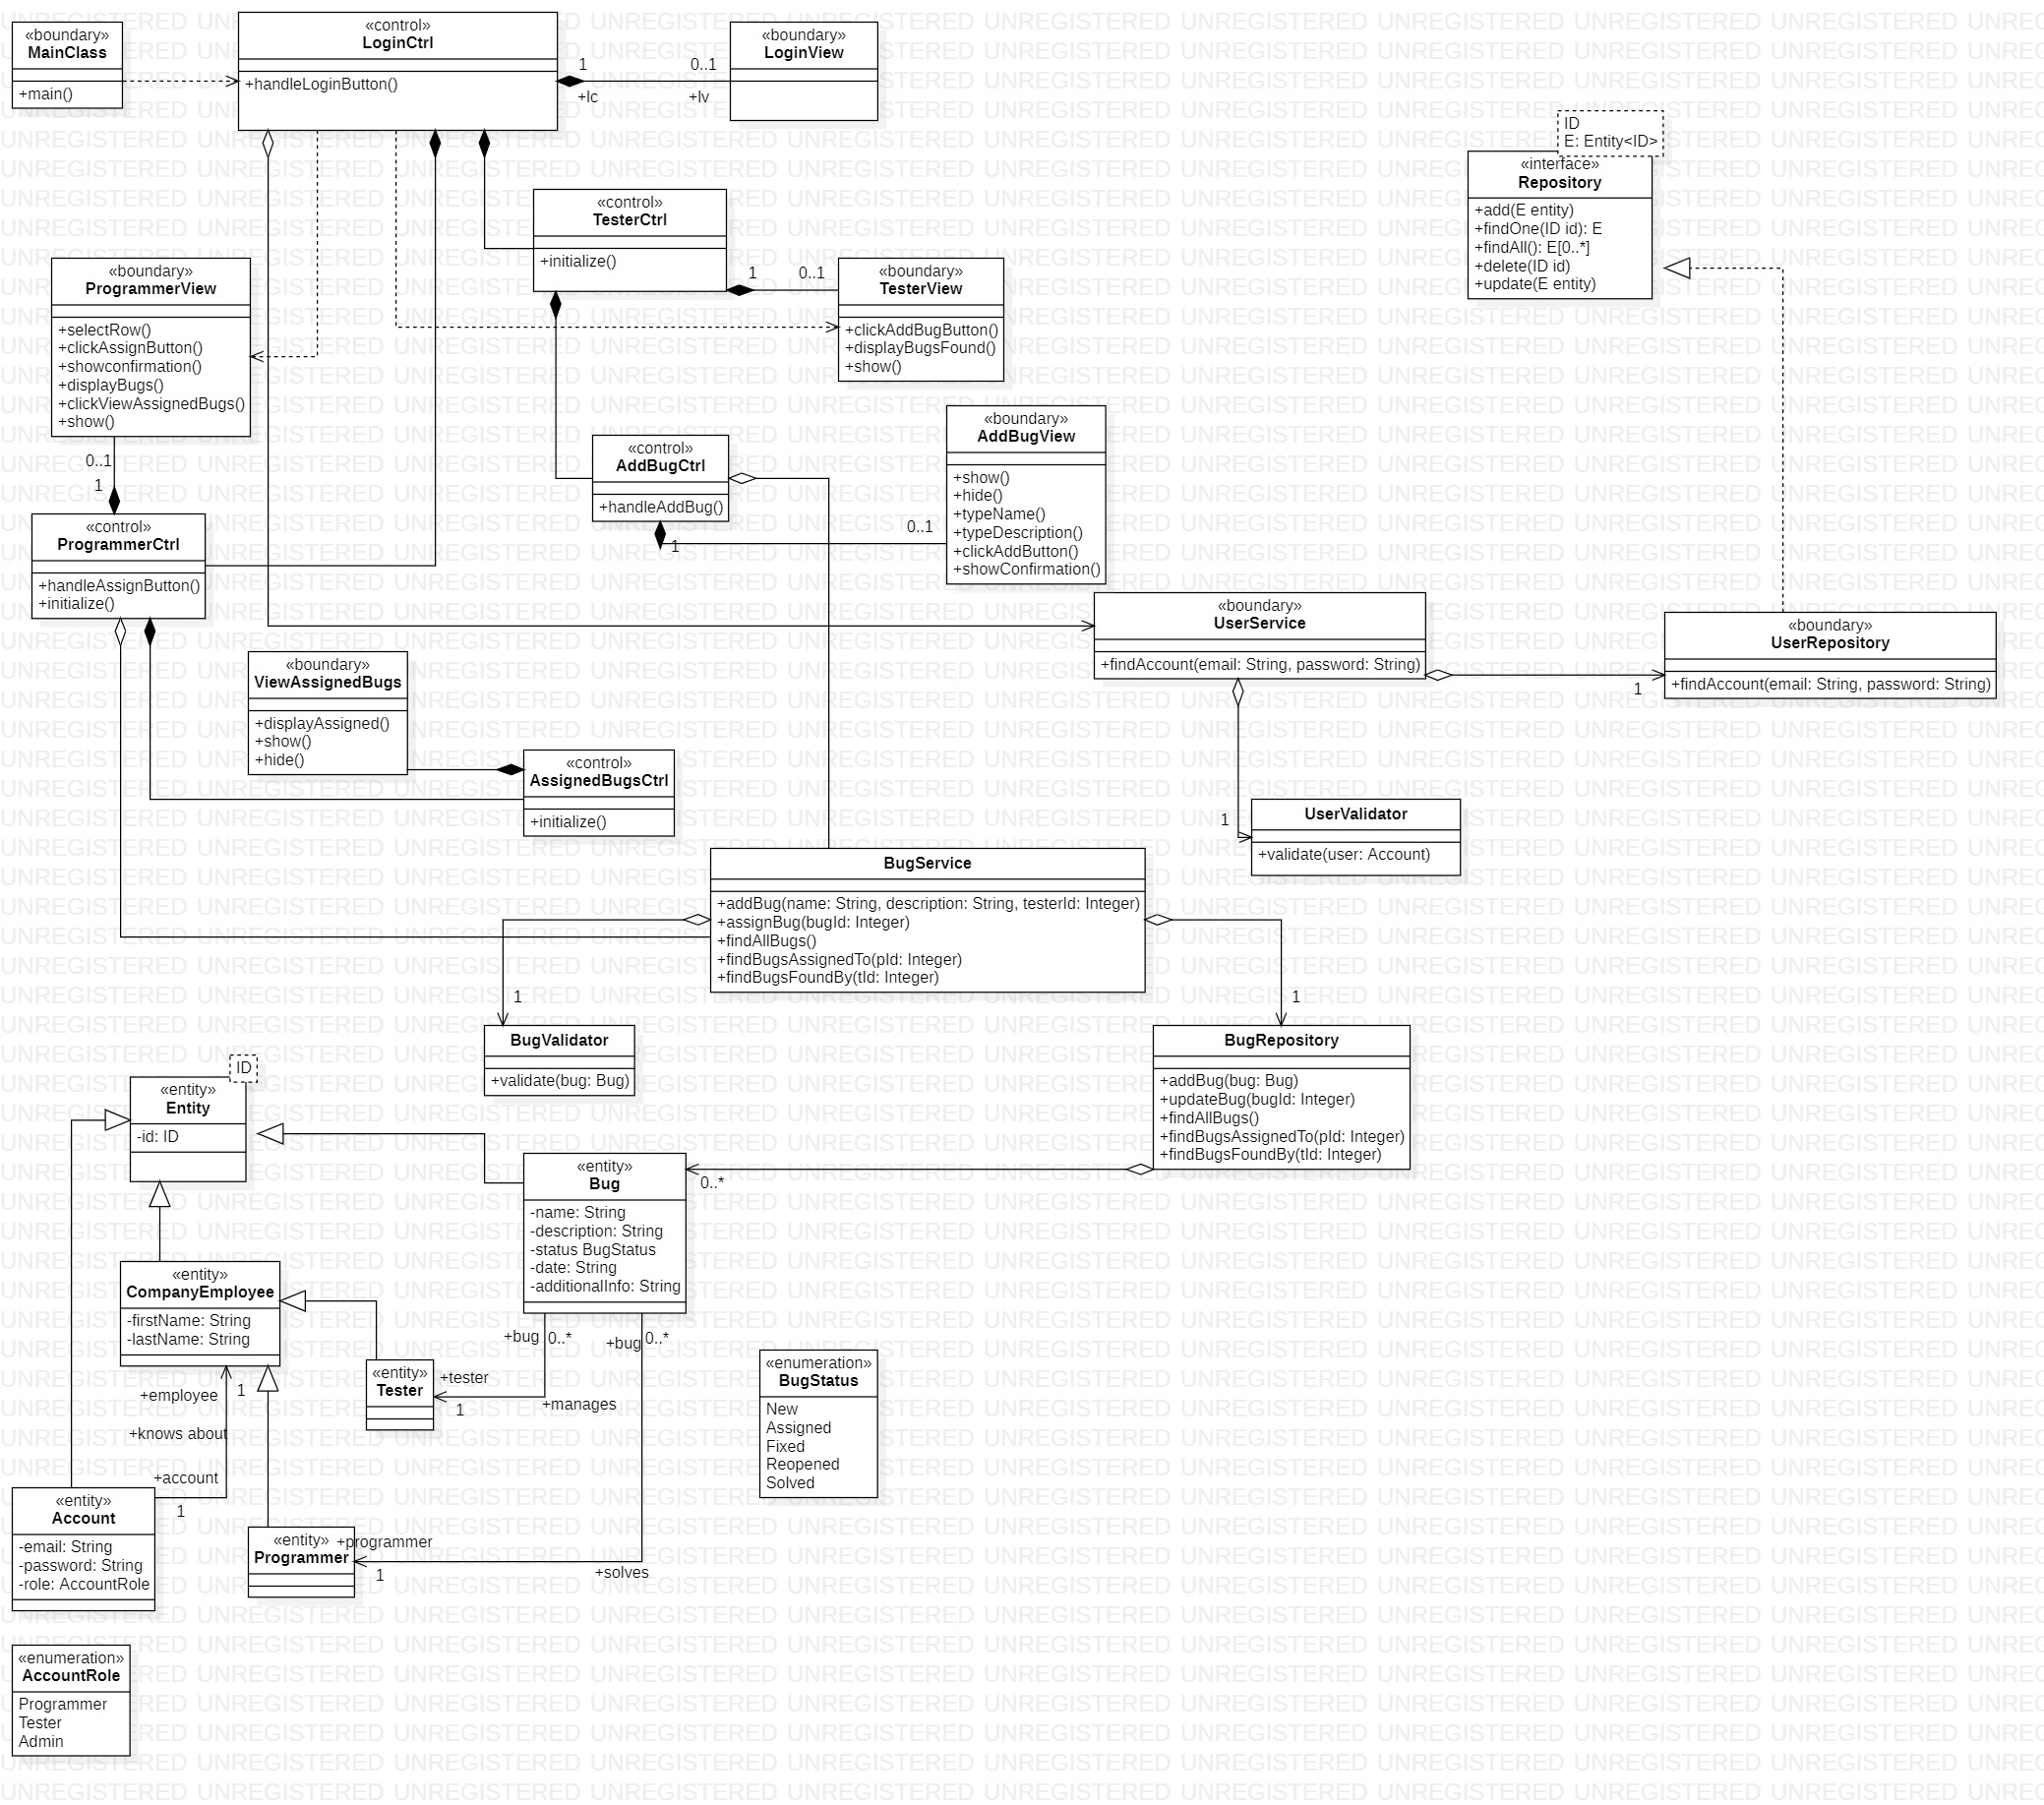 «boundary»
MainClass
+main()
«control»
LoginCtrl
+handleLoginButton()
1
0..1
+lc
+lv
«boundary»
LoginView
ID
E: Entity<ID>
«interface»
Repository
+add(E entity)
+findOne(ID id): E
+findAll(): E[0..*]
+delete(ID id)
+update(E entity)
«control»
TesterCtrl
+initialize()
1
0..1
«boundary»
TesterView
+clickAddBugButton()
+displayBugsFound()
+show()
«boundary»
ProgrammerView
+selectRow()
+clickAssignButton()
+showconfirmation()
+displayBugs()
+clickViewAssignedBugs()
+show()
0..1
1
«control»
AddBugCtrl
+handleAddBug()
1
0..1
«boundary»
AddBugView
+show()
+hide()
+typeName()
+typeDescription()
+clickAddButton()
+showConfirmation()
«control»
ProgrammerCtrl
+handleAssignButton()
+initialize()
«boundary»
UserService
+findAccount(email: String, password: String)
1
«boundary»
UserRepository
+findAccount(email: String, password: String)
«boundary»
ViewAssignedBugs
+displayAssigned()
+show()
+hide()
«control»
AssignedBugsCtrl
+initialize()
1
UserValidator
+validate(user: Account)
BugService
+addBug(name: String, description: String, testerId: Integer)
+assignBug(bugId: Integer)
+findAllBugs()
+findBugsAssignedTo(pId: Integer)
+findBugsFoundBy(tId: Integer)
1
1
BugValidator
+validate(bug: Bug)
BugRepository
+addBug(bug: Bug)
+updateBug(bugId: Integer)
+findAllBugs()
+findBugsAssignedTo(pId: Integer)
+findBugsFoundBy(tId: Integer)
0..*
ID
«entity»
Entity
-id: ID
«entity»
Bug
-name: String
-description: String
-status BugStatus
-date: String
-additionalInfo: String
«entity»
CompanyEmployee
-firstName: String
-lastName: String
+bug
0..*
+bug
0..*
«entity»
Tester
+tester
1
+manages
+employee
1
+knows about
+account
1
«enumeration»
BugStatus
New
Assigned
Fixed
Reopened
Solved
«entity»
Account
-email: String
-password: String
-role: AccountRole
«entity»
Programmer
+programmer
1
+solves
«enumeration»
AccountRole
Programmer
Tester
Admin
UNREGISTERED